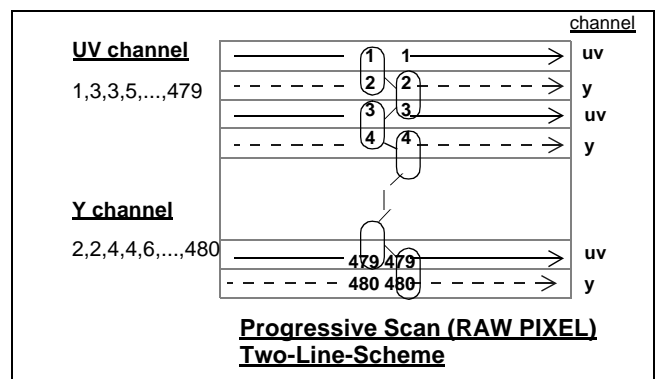 channel
UV channel
1 1 uv
1,3,3,5,...,479
2 2 y
3 3 uv
4 4 y
Y channel
2,2,4,4,6,...,480
479 479 uv
480 480 y
Progressive Scan (RAW PIXEL)
Two-Line-Scheme